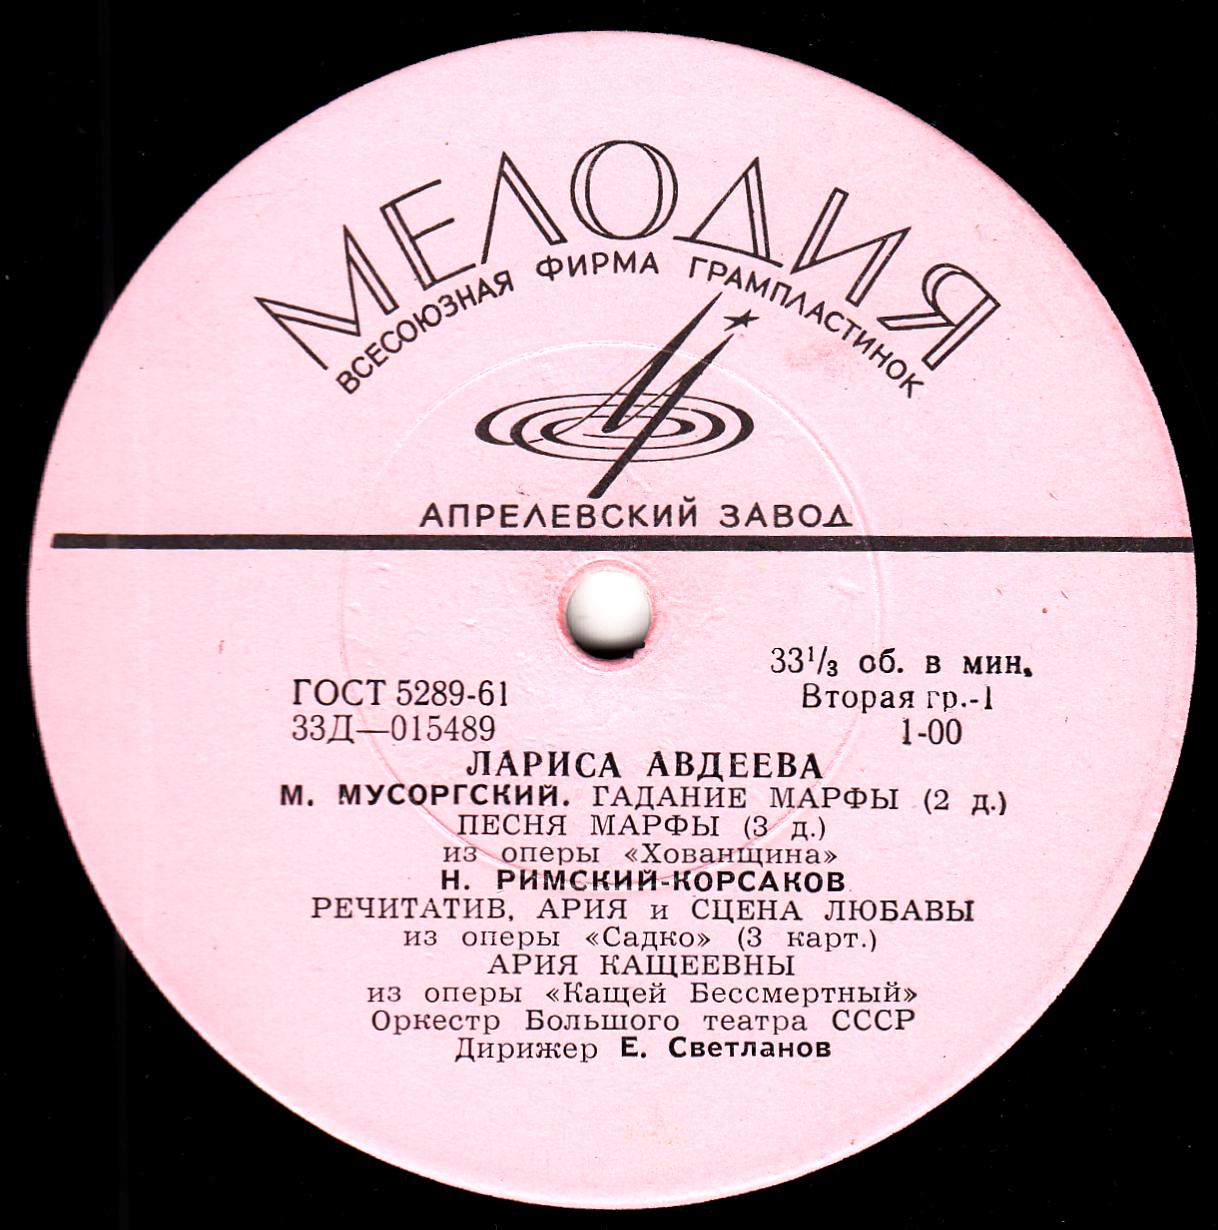 МЕЛОДИЯ
ВСЕСОЮЗНАЯ ФИРМА ГРАМПЛАСТИНОК
АПРЕЛЕВСКИЙ ЗАВОД
33¹/₃ об. в мин.
ГОСТ 5289-61
Вторая гр.-1
33Д—015489
1-00
ЛАРИСА АВДЕЕВА
М. МУСОРГСКИЙ. ГАДАНИЕ МАРФЫ (2 д.)
ПЕСНЯ МАРФЫ (3 д.)
из оперы «Хованщина»
Н. РИМСКИЙ-КОРСАКОВ
РЕЧИТАТИВ, АРИЯ и СЦЕНА ЛЮБАВЫ
из оперы «Садко» (3 карт.)
АРИЯ КАЩЕЕВНЫ
из оперы «Кащей Бессмертный»
Оркестр Большого театра СССР
Дирижер Е. Светланов